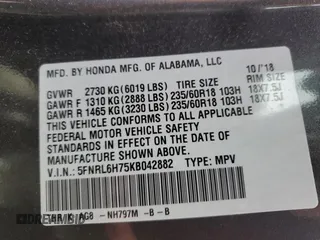 MFD. BY HONDA MFG. OF ALABAMA, LLC 10/18
GVWR 2730 KG(6019 LBS) TIRE SIZE RIM SIZE
GAWR F 1310 KG(2888 LBS) 235/60R18 103H 18X7.5J
GAWR R 1465 KG(3230 LBS) 235/60R18 103H 18X7.5J
THIS VEHICLE CONFORMS TO ALL APPLICABLE
FEDERAL MOTOR VEHICLE SAFETY
STANDARDS IN EFFECT ON THE DATE OF
MANUFACTURE SHOWN ABOVE.
V.I.N.: 5FNRL6H75KB042882 TYPE: MPV
NH797M -B-B